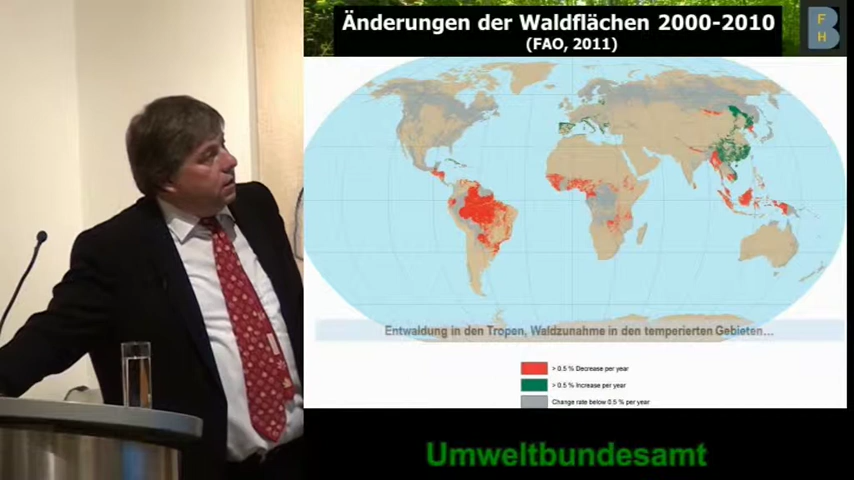 Änderungen der Waldflächen 2000-2010
(FAO, 2011)
F
B
H
Entwaldung in den Tropen, Waldzunahme in den temperierten Gebieten...
> 0.5 % Decrease per year
> 0.5 % Increase per year
Change rate below 0.5 % per year
Umweltbundesamt